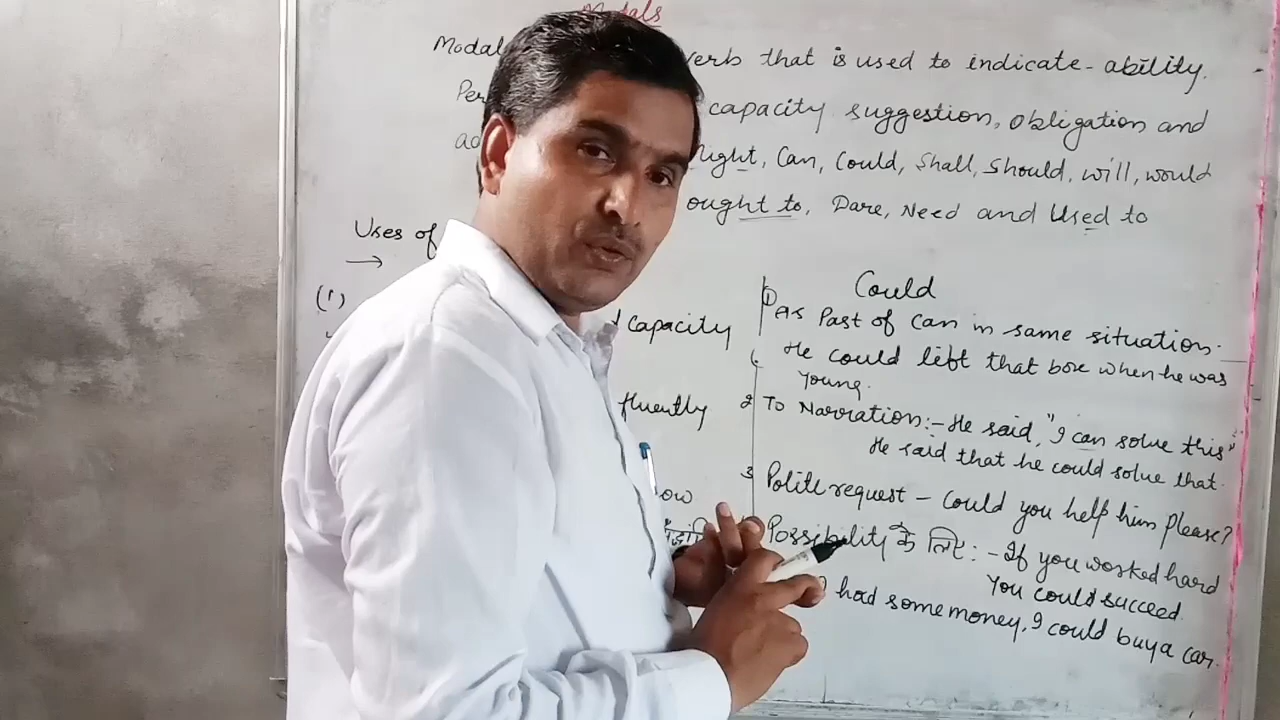 Modals
Modal verb that is used to indicate - ability.
Per capacity suggestion, obligation and
ad Might, Can, Could, Shall, Should, will, would
ought to, Dare, Need and Used to
Uses of
→
(1)
d capacity
fluently
ow
Could
As Past of Can in same situation.
He could lift that box when he was
Young.
2 To Narration:- He said, "I can solve this"
He said that he could solve that.
3 Polite request - Could you help him please?
Possibility के लिए :- If you worked hard
You could succeed.
had some money, I could buy a car.